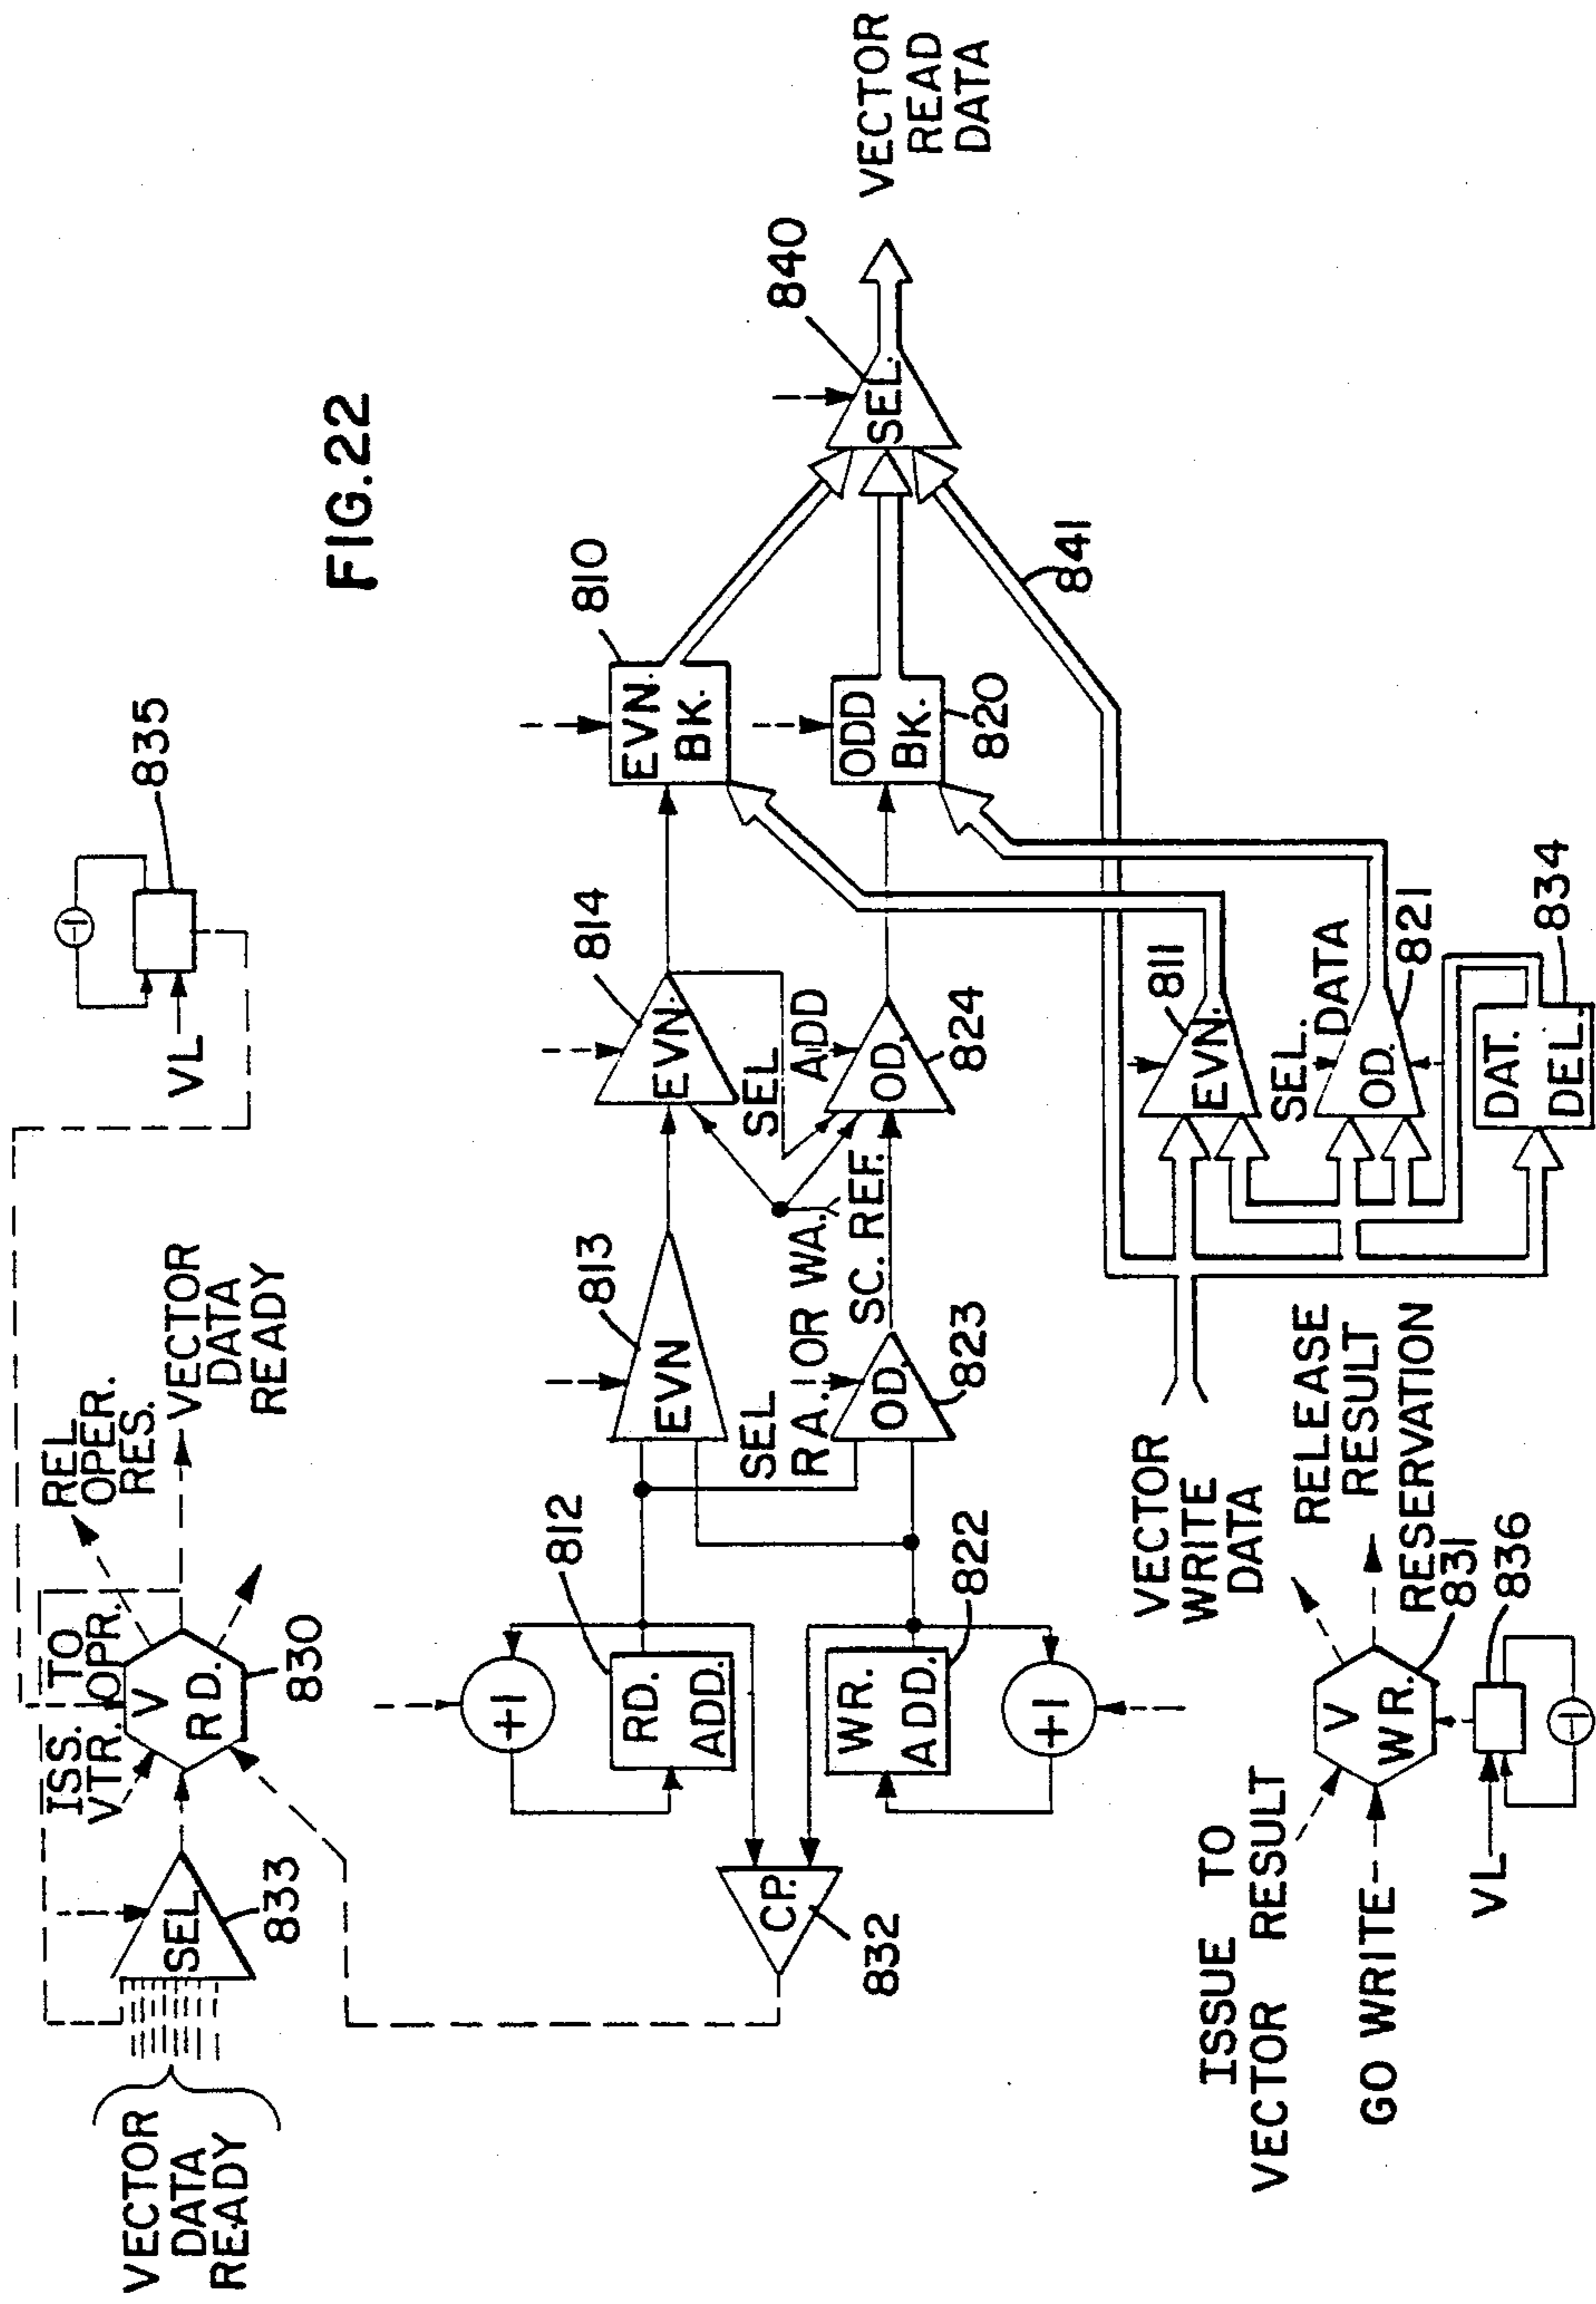 FIG.22
VECTOR
DATA
READY
SEL
833
ISS. TO
VTR. OPR.
V
RD.
830
REL
OPER.
RES.
VECTOR
DATA
READY
VL
-1
835
+1
RD.
ADD.
812
WR.
ADD.
822
+1
CP.
832
EVN
813
SEL
RA. OR WA.
OD.
823
SC. REF.
EVN.
814
SEL ADD
OD.
824
EVN.
BK.
810
ODD
BK.
820
SEL.
840
841
VECTOR
READ
DATA
VECTOR
WRITE
DATA
EVN.
811
SEL.
DATA
OD.
821
DAT.
DEL.
834
ISSUE TO
VECTOR RESULT
GO WRITE
V
WR.
831
RELEASE
RESULT
RESERVATION
VL
836
-1